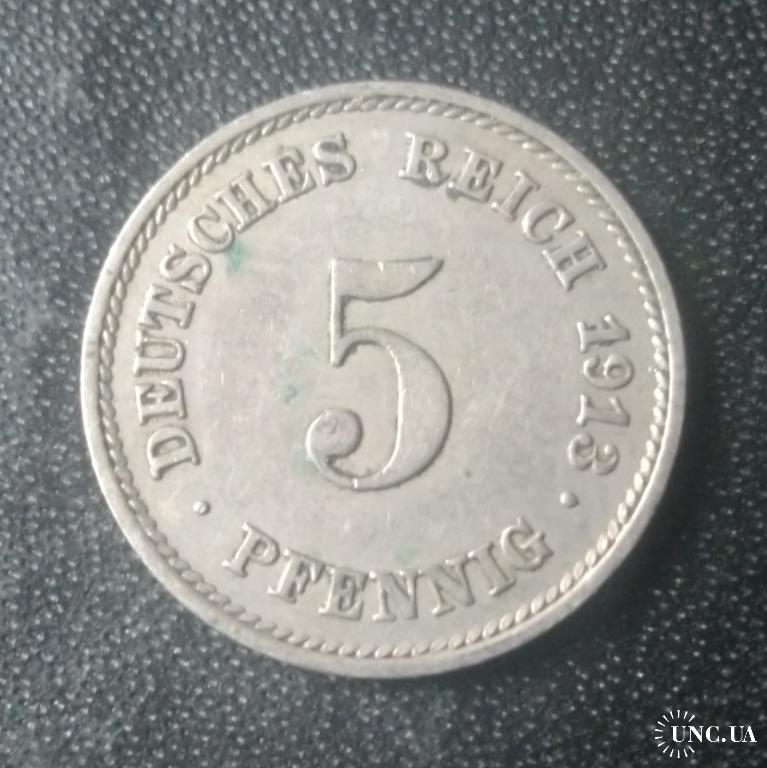 DEUTSCHES REICH 1913
5
· PFENNIG ·
UNC.UA